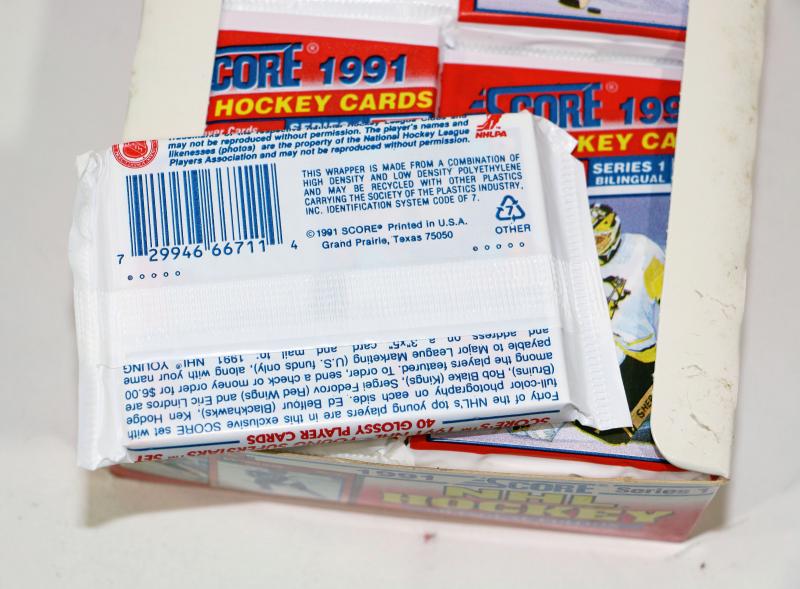 SCORE® 1991
HOCKEY CARDS
SCORE® 199
KEY CA
SERIES 1
BILINGUAL
may not be reproduced without permission. The player's names and
likenesses (photos) are the property of the National Hockey League
Players Association and may not be reproduced without permission.
NHLPA
THIS WRAPPER IS MADE FROM A COMBINATION OF
HIGH DENSITY AND LOW DENSITY POLYETHYLENE
AND MAY BE RECYCLED WITH OTHER PLASTICS
CARRYING THE SOCIETY OF THE PLASTICS INDUSTRY,
INC. IDENTIFICATION SYSTEM CODE OF 7.
©1991 SCORE® Printed in U.S.A.
Grand Prairie, Texas 75050
7
OTHER
7 29946 66711 4
40 GLOSSY PLAYER CARDS
Forty of the NHL's top young players are in this exclusive SCORE set with
full-color photography on each side. Ed Belfour (Blackhawks), Ken Hodge
(Bruins), Rob Blake (Kings), Sergei Fedorov (Red Wings) and Eric Lindros are
among the players featured. To order, send a check or money order for $6.00
payable to Major League Marketing (U.S. funds only), along with your name
and address on a 3"x5" card and mail to: 1991 NHL® YOUNG
1991 SCORE Series 1
NHL
HOCKEY